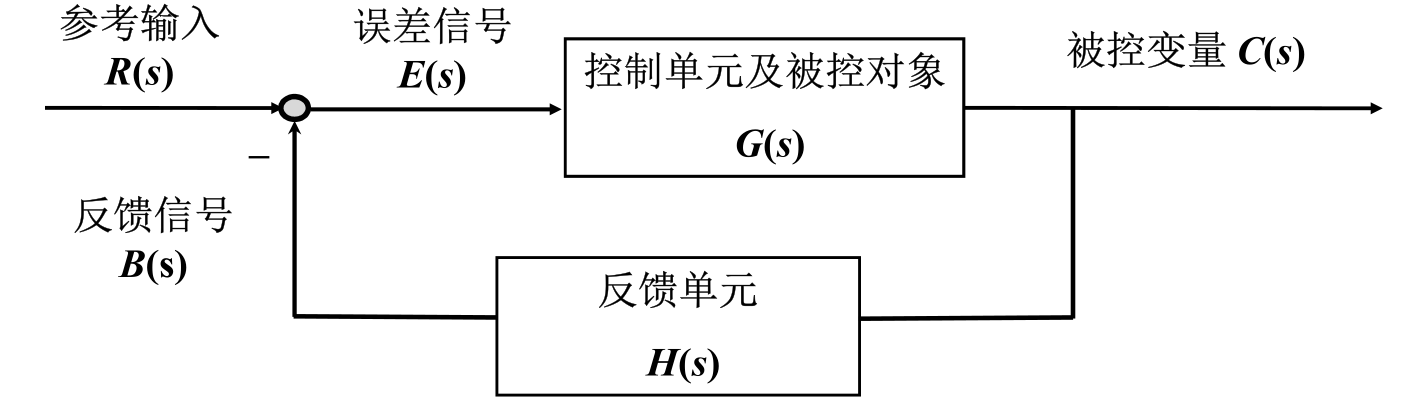 参考输入
R(s)
误差信号
E(s)
控制单元及被控对象
G(s)
被控变量 C(s)
−
反馈信号
B(s)
反馈单元
H(s)